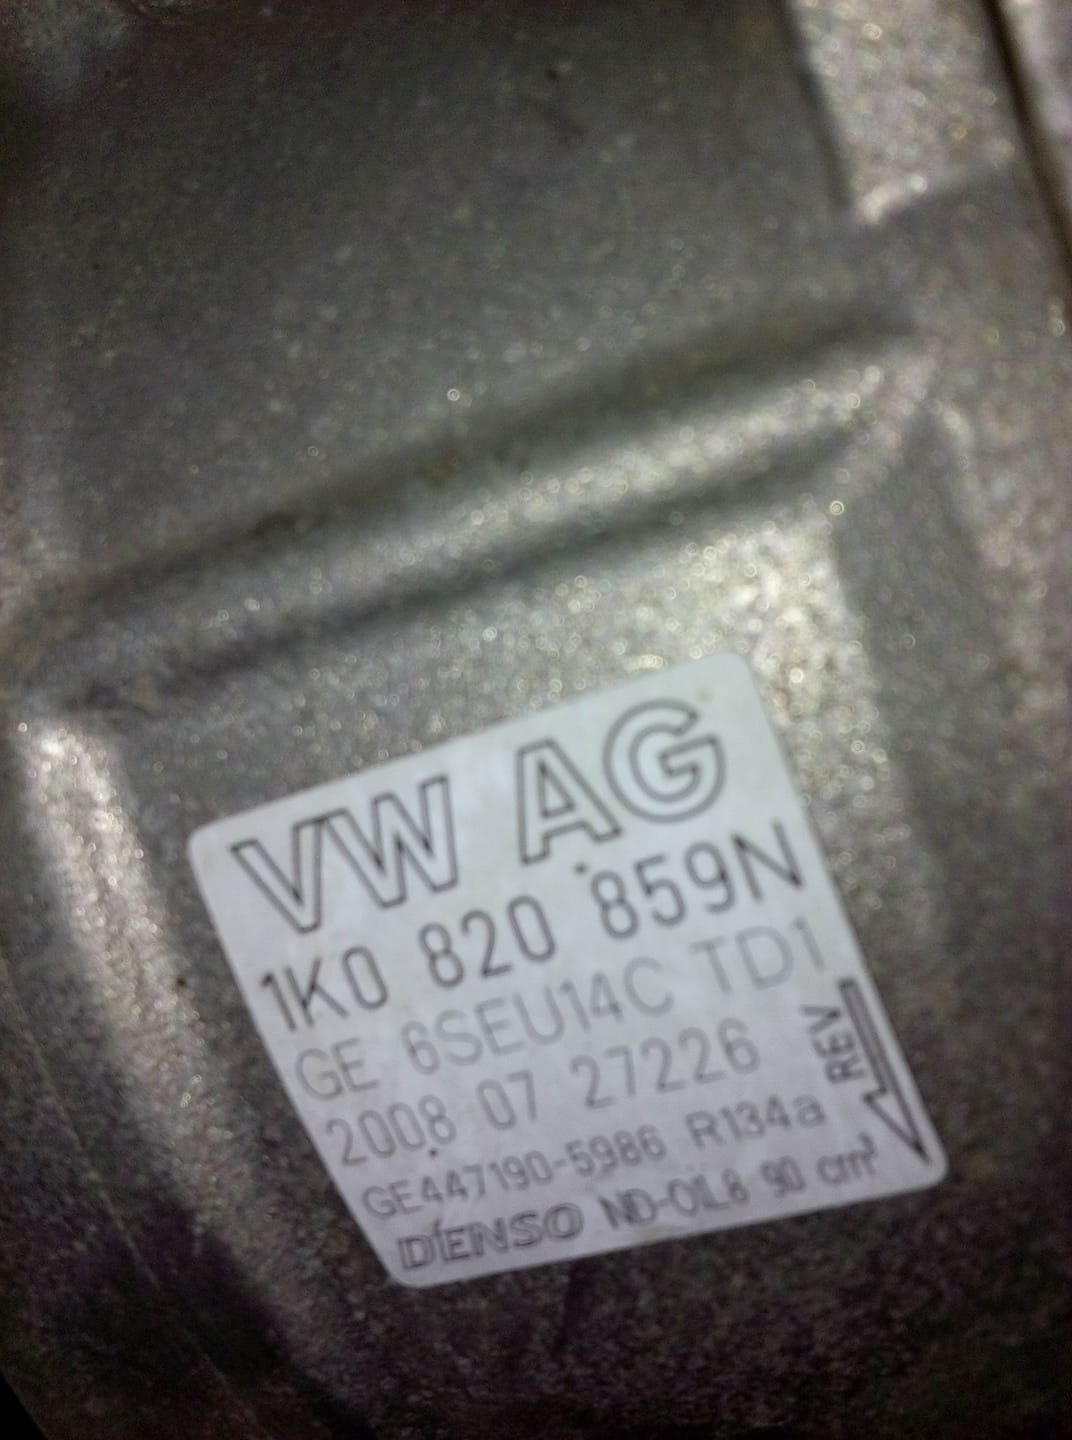 VW AG
1K0 820 859N
GE 6SEU14C TD1
2008 07 27226
GE447190-5986 R134a
DENSO ND-OIL8 90 cm³
REV